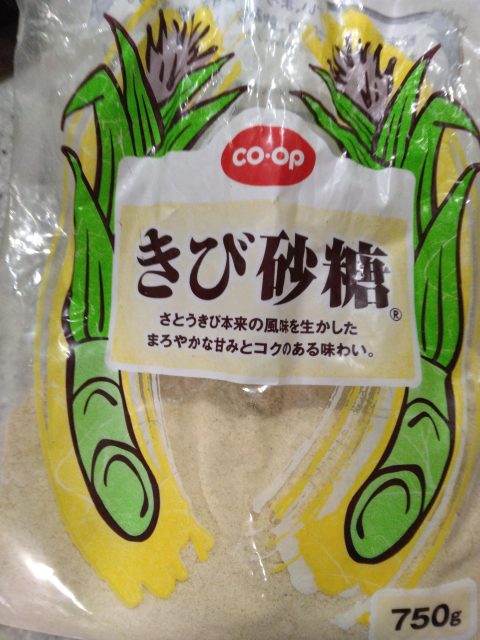 co·op
きび砂糖®
さとうきび本来の風味を生かした
まろやかな甘みとコクのある味わい。
750g